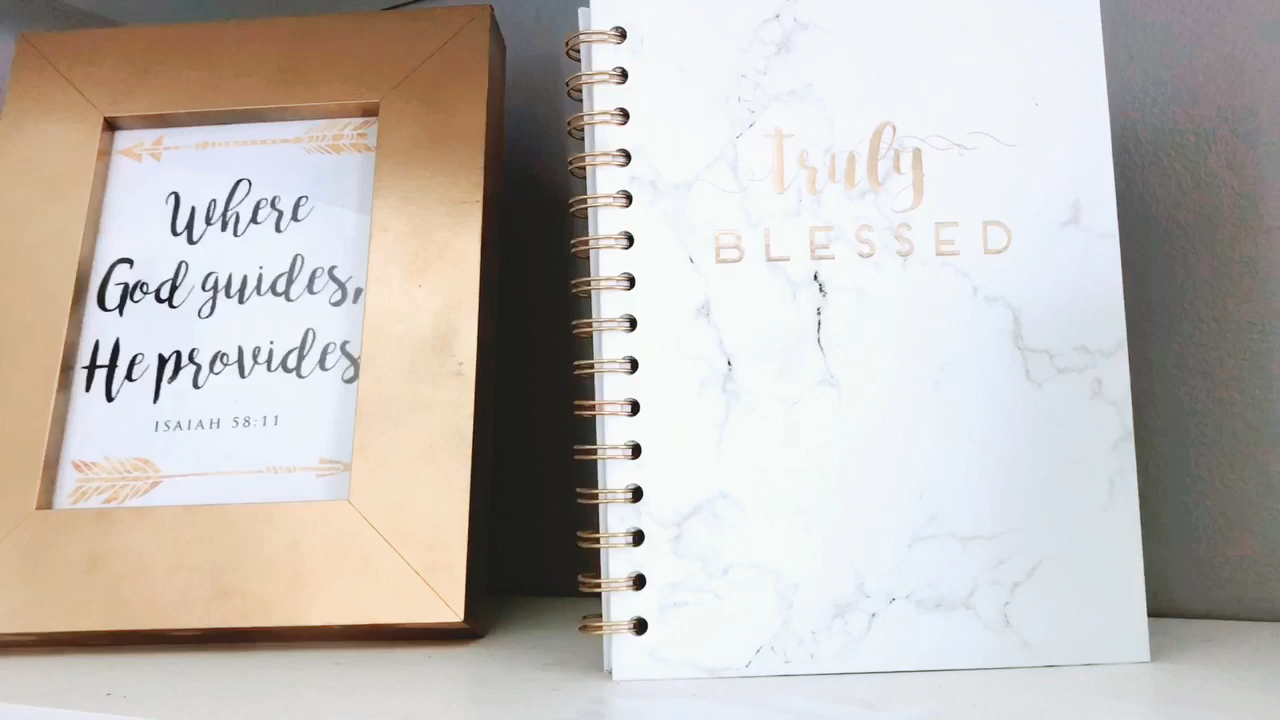 Where
God guides,
He provides
ISAIAH 58:11
truly
BLESSED